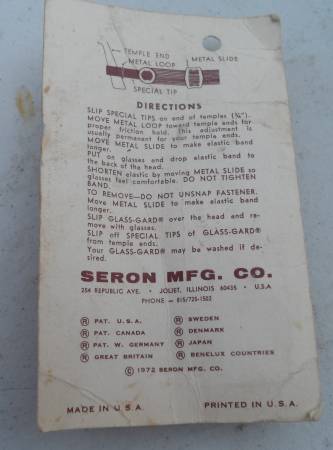 TEMPLE END
METAL LOOP METAL SLIDE
SPECIAL TIP
DIRECTIONS
SLIP SPECIAL TIPS on end of temples (¾").
MOVE METAL LOOP toward temple ends for
proper friction hold. This adjustment is
usually permanent for your temple ends.
MOVE METAL SLIDE to make elastic band
longer.
PUT on glasses and drop elastic band to
the back of the head.
SHORTEN elastic by moving METAL SLIDE so
glasses feel comfortable. DO NOT TIGHTEN
BAND.
TO REMOVE—DO NOT UNSNAP FASTENER.
Move METAL SLIDE to make elastic band
longer.
SLIP GLASS-GARD® over the head and re-
move with glasses.
SLIP off SPECIAL TIPS of GLASS-GARD®
from temple ends.
Your GLASS-GARD® may be washed if de-
sired.
SERON MFG. CO.
254 REPUBLIC AVE. • JOLIET, ILLINOIS 60435 • U.S.A
PHONE — 815/725-1502
® PAT. U.S.A. ® SWEDEN
® PAT. CANADA ® DENMARK
® PAT. W. GERMANY ® JAPAN
® GREAT BRITAIN ® BENELUX COUNTRIES
© 1972 SERON MFG. CO.
MADE IN U.S.A. PRINTED IN U.S.A.